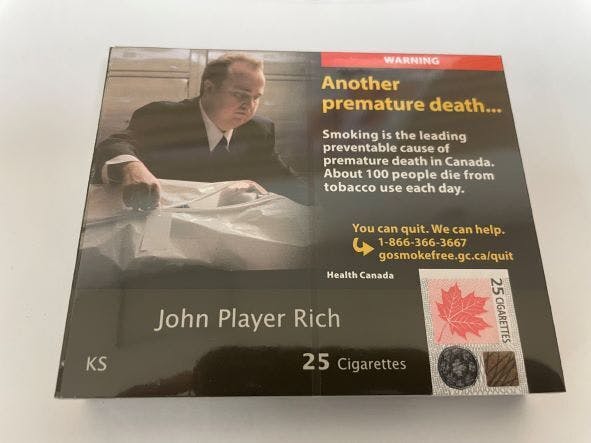 WARNING
Another
premature death...
Smoking is the leading
preventable cause of
premature death in Canada.
About 100 people die from
tobacco use each day.
You can quit. We can help.
1-866-366-3667
gosmokefree.gc.ca/quit
Health Canada
25 CIGARETTES
John Player Rich
KS
25 Cigarettes